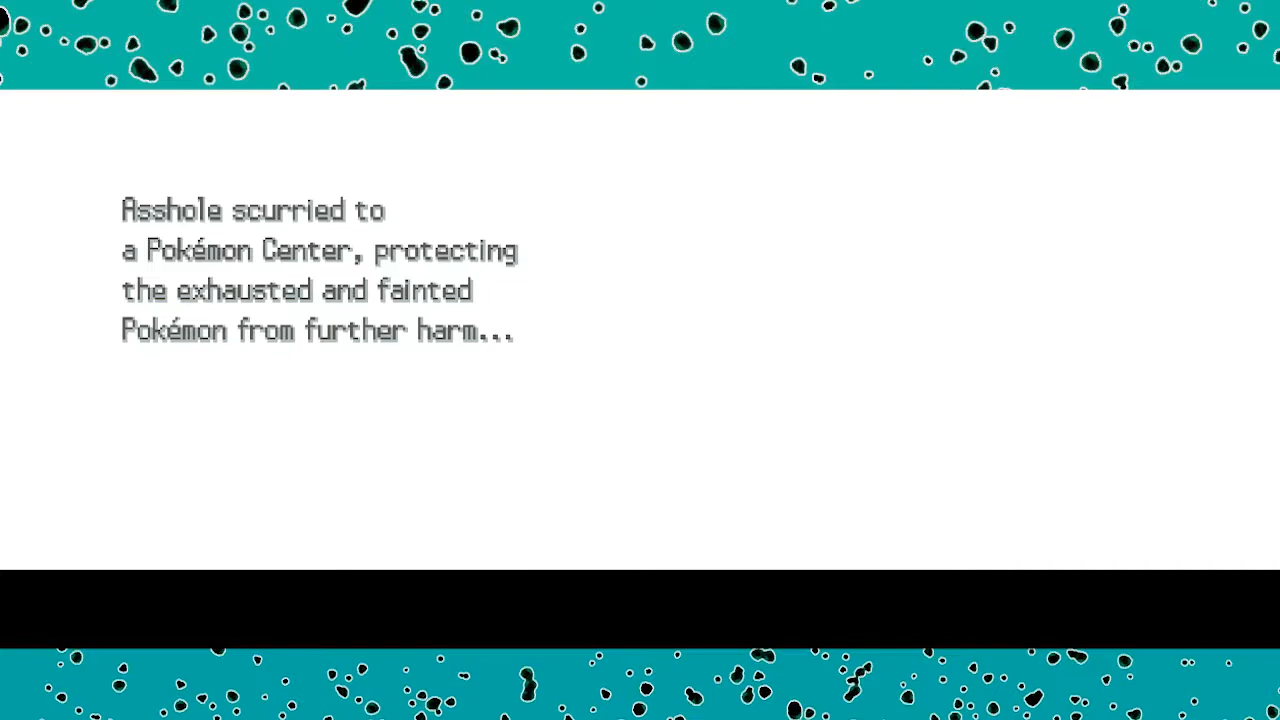 Asshole scurried to
a Pokémon Center, protecting
the exhausted and fainted
Pokémon from further harm...